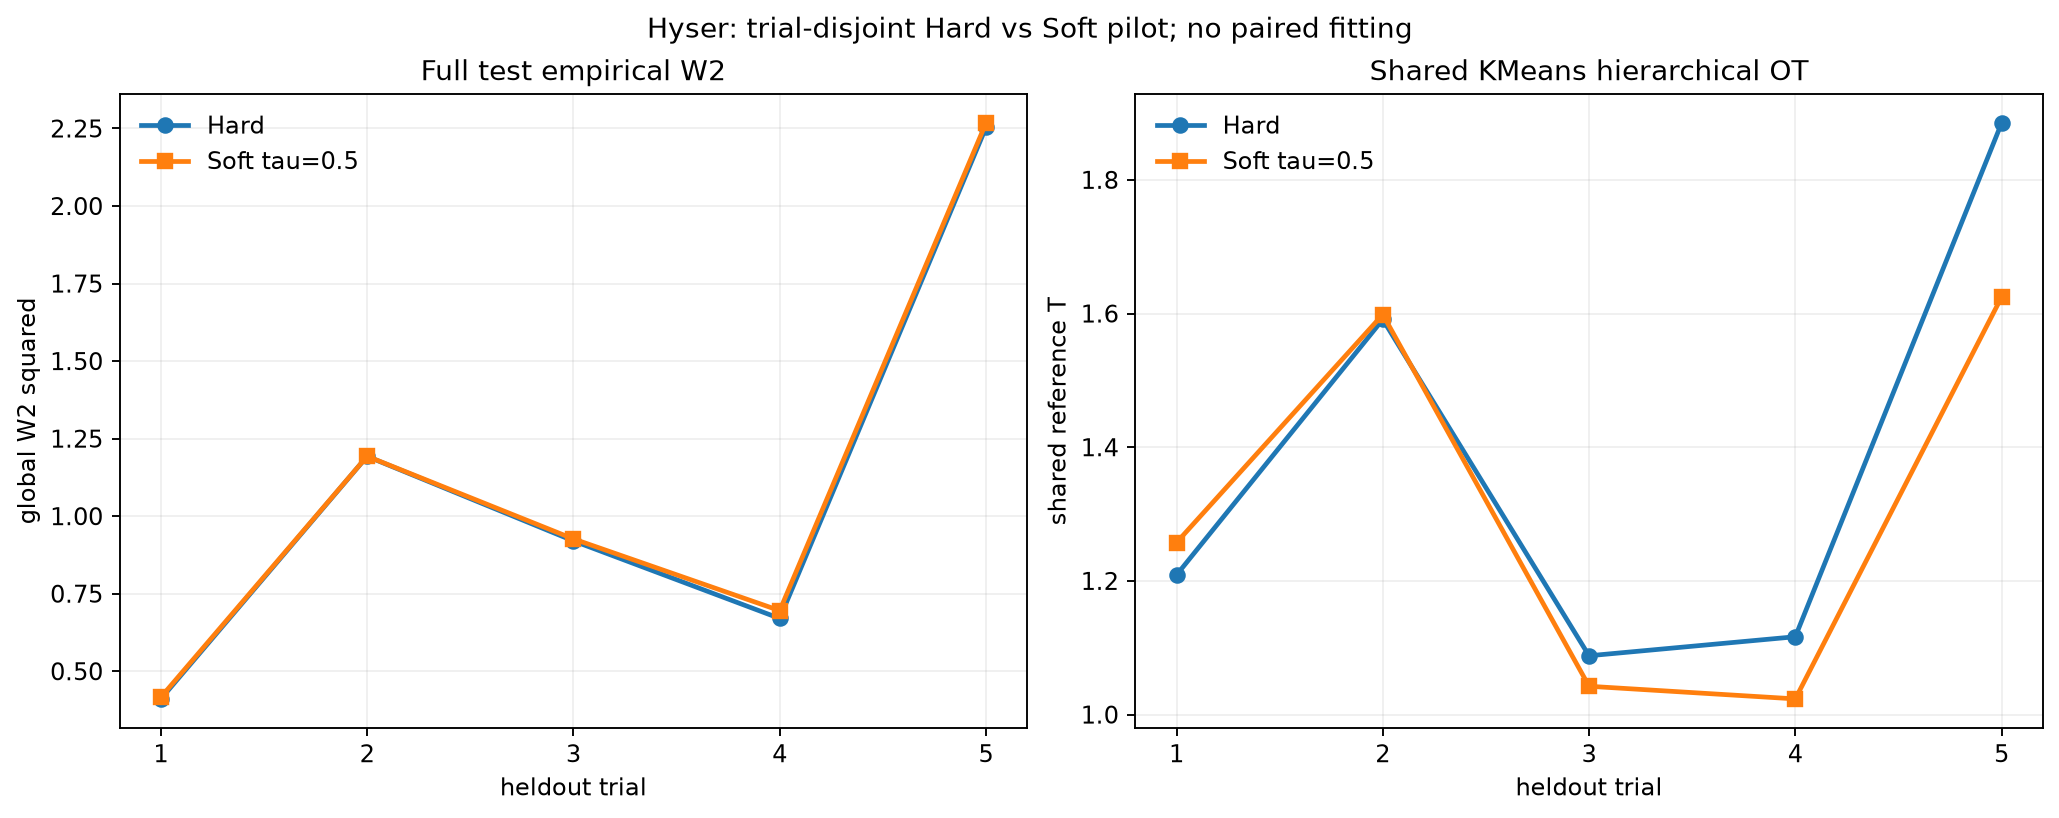 Hyser: trial-disjoint Hard vs Soft pilot; no paired fitting
Full test empirical W2
Hard
Soft tau=0.5
global W2 squared
2.25
2.00
1.75
1.50
1.25
1.00
0.75
0.50
1
2
3
4
5
heldout trial
Shared KMeans hierarchical OT
Hard
Soft tau=0.5
shared reference T
1.8
1.6
1.4
1.2
1.0
1
2
3
4
5
heldout trial